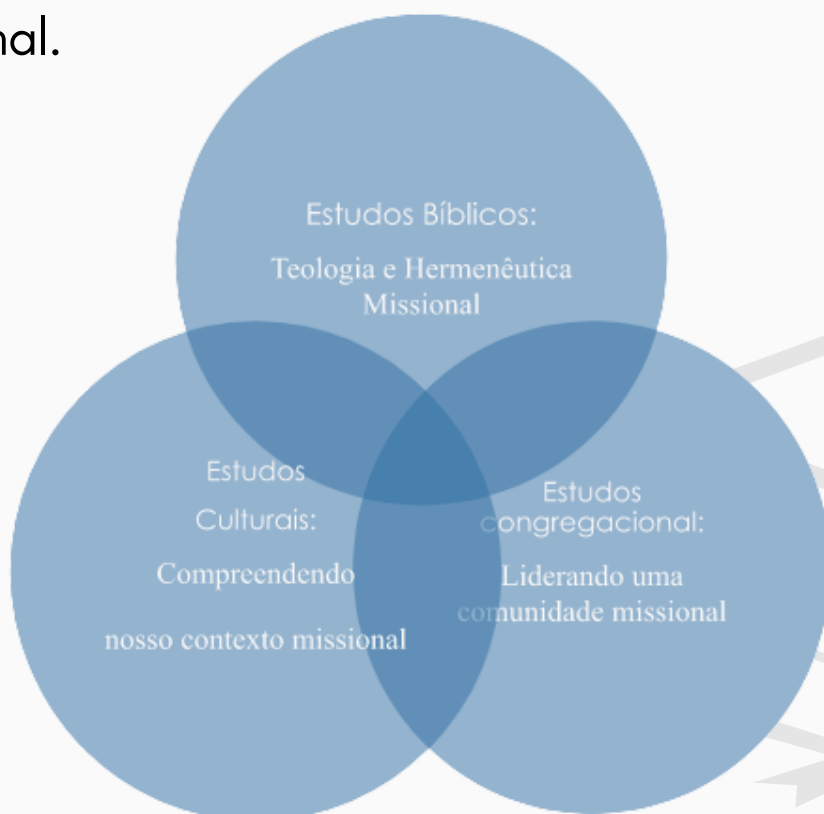 nal.
Estudos Bíblicos:
Teologia e Hermenêutica
Missional
Estudos
Culturais:
Compreendendo
nosso contexto missional
Estudos
congregacional:
Liderando uma
comunidade missional